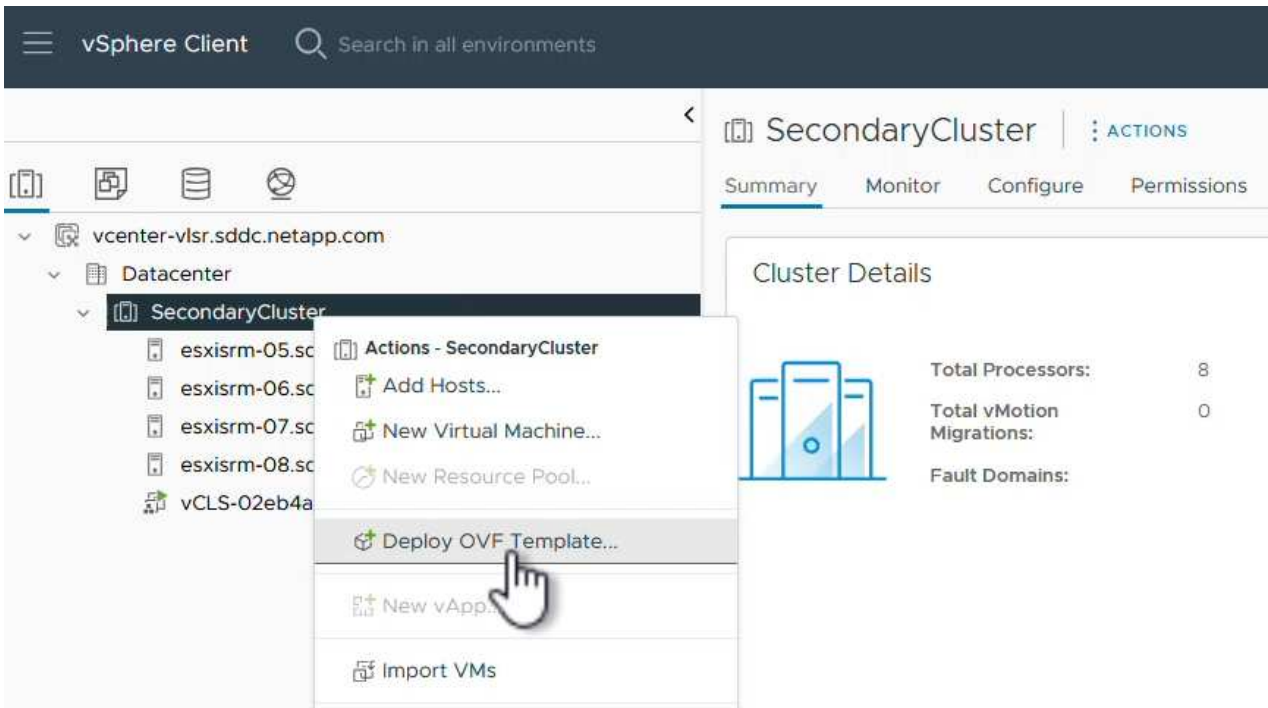 vSphere Client
Search in all environments
SecondaryCluster
ACTIONS
Summary Monitor Configure Permissions
vcenter-vlsr.sddc.netapp.com
Datacenter
SecondaryCluster
esxisrm-05.sc
esxisrm-06.sc
esxisrm-07.sc
esxisrm-08.sc
vCLS-02eb4a
Actions - SecondaryCluster
Add Hosts...
New Virtual Machine...
New Resource Pool...
Deploy OVF Template...
New vApp...
Import VMs
Cluster Details
Total Processors: 8
Total vMotion 0
Migrations:
Fault Domains: